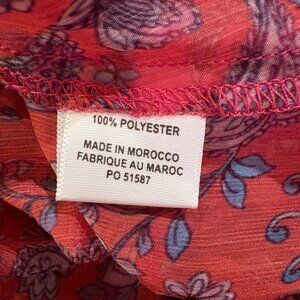 100% POLYESTER
MADE IN MOROCCO
FABRIQUE AU MAROC
PO 51587